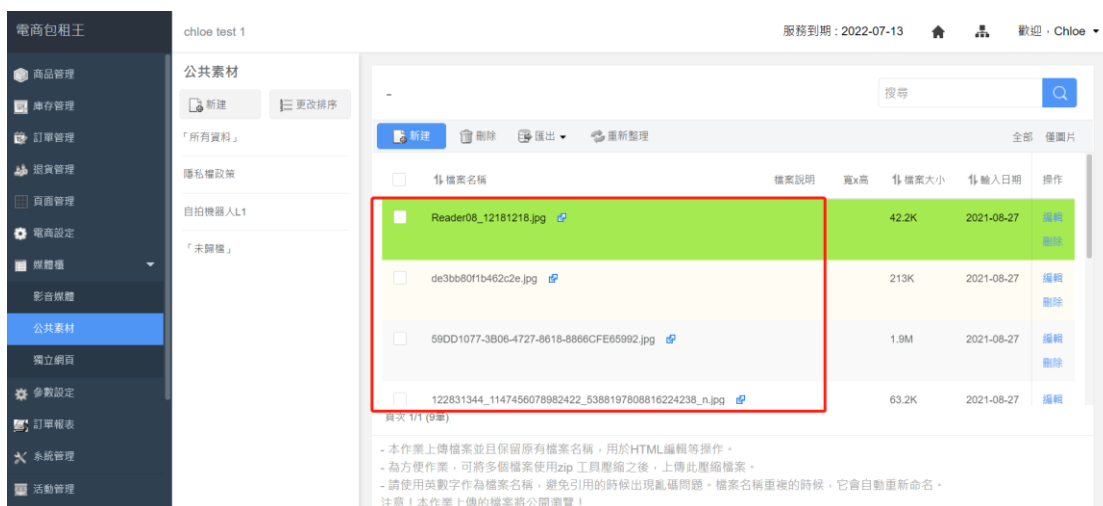 電商包租王
chloe test 1
服務到期：2022-07-13
歡迎，Chloe
商品管理
庫存管理
訂單管理
退貨管理
頁面管理
電商設定
媒體櫃
影音媒體
公共素材
獨立網頁
參數設定
訂單報表
系統管理
活動管理
公共素材
新建 更改排序
「所有資料」
隱私權政策
自拍機器人L1
「未歸檔」
-
搜尋
新建 刪除 匯出 重新整理 全部 僅圖片
檔案名稱 檔案說明 寬x高 檔案大小 輸入日期 操作
Reader08_12181218.jpg 42.2K 2021-08-27 編輯
刪除
de3bb80f1b462c2e.jpg 213K 2021-08-27 編輯
刪除
59DD1077-3B06-4727-8618-8866CFE65992.jpg 1.9M 2021-08-27 編輯
刪除
122831344_1147456078982422_5388197808816224238_n.jpg 63.2K 2021-08-27 編輯
頁次 1/1 (9筆)
- 本作業上傳檔案並且保留原有檔案名稱，用於HTML編輯等操作。
- 為方便作業，可將多個檔案使用zip 工具壓縮之後，上傳此壓縮檔案。
- 請使用英數字作為檔案名稱，避免引用的時候出現亂碼問題。檔案名稱重複的時候，它會自動重新命名。
注意！本作業上傳的檔案將公開瀏覽！